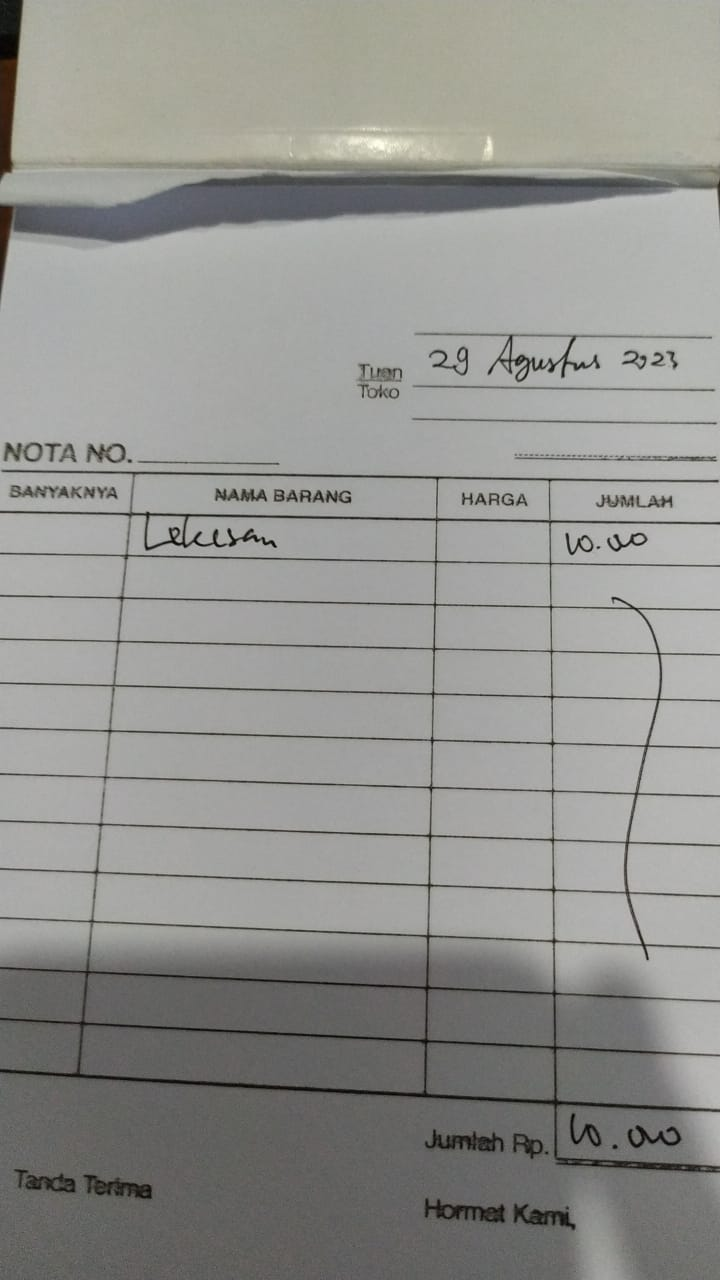 29 Agustus 2023
Tuan
Toko
NOTA NO.
BANYAKNYA NAMA BARANG HARGA JUMLAH
Lekesan 10.000
Jumlah Rp. 10.000
Tanda Terima
Hormat Kami,